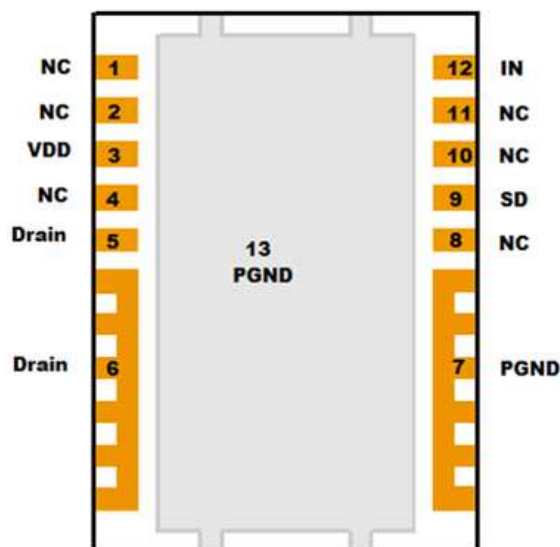 NC 1 12 IN
NC 2 11 NC
VDD 3 10 NC
NC 4 9 SD
Drain 5 8 NC
13
PGND
Drain 6 7 PGND